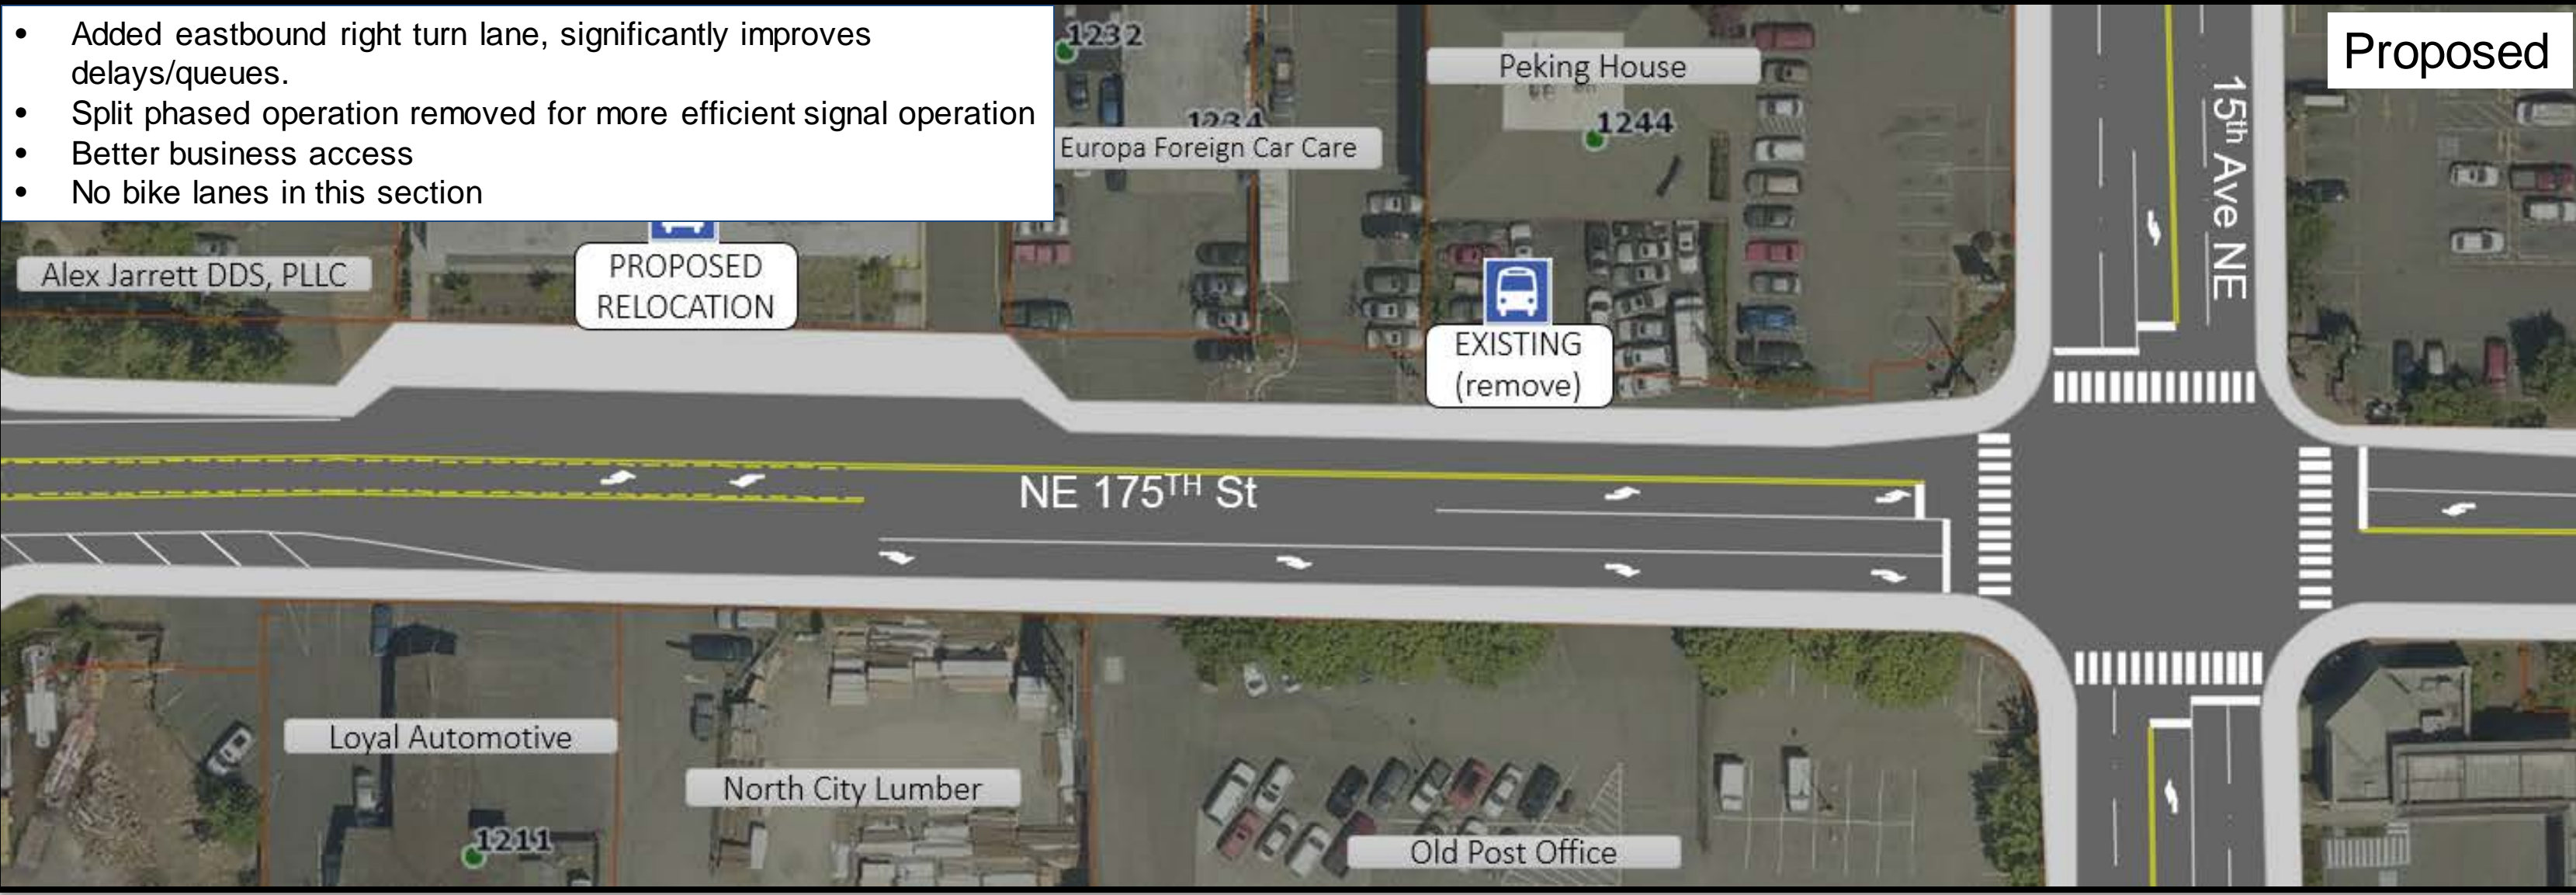 • Added eastbound right turn lane, significantly improves
delays/queues.
• Split phased operation removed for more efficient signal operation
• Better business access
• No bike lanes in this section
Proposed
1232
Peking House
1234
1244
Europa Foreign Car Care
15th Ave NE
Alex Jarrett DDS, PLLC
PROPOSED
RELOCATION
EXISTING
(remove)
NE 175TH St
Loyal Automotive
North City Lumber
1211
Old Post Office